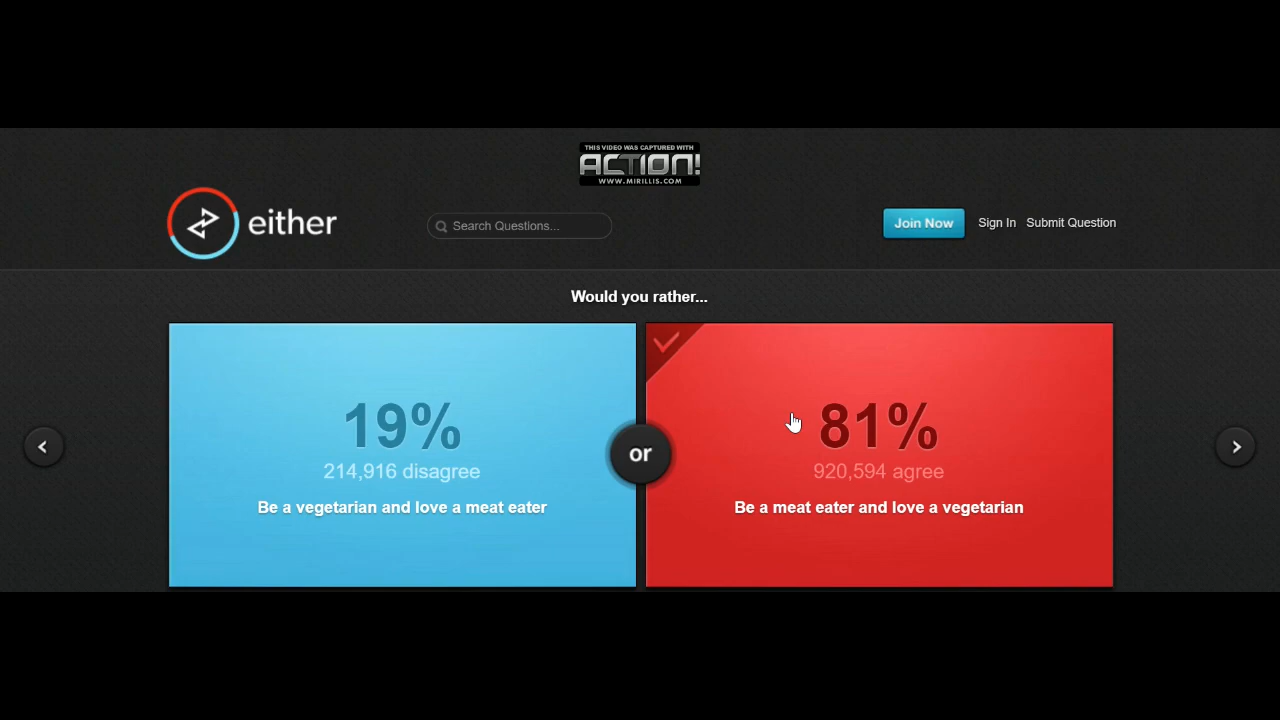 THIS VIDEO WAS CAPTURED WITH
ACTION!
WWW.MIRILLIS.COM
either
Search Questions...
Join Now
Sign In
Submit Question
Would you rather...
19%
214,916 disagree
Be a vegetarian and love a meat eater
or
81%
920,594 agree
Be a meat eater and love a vegetarian